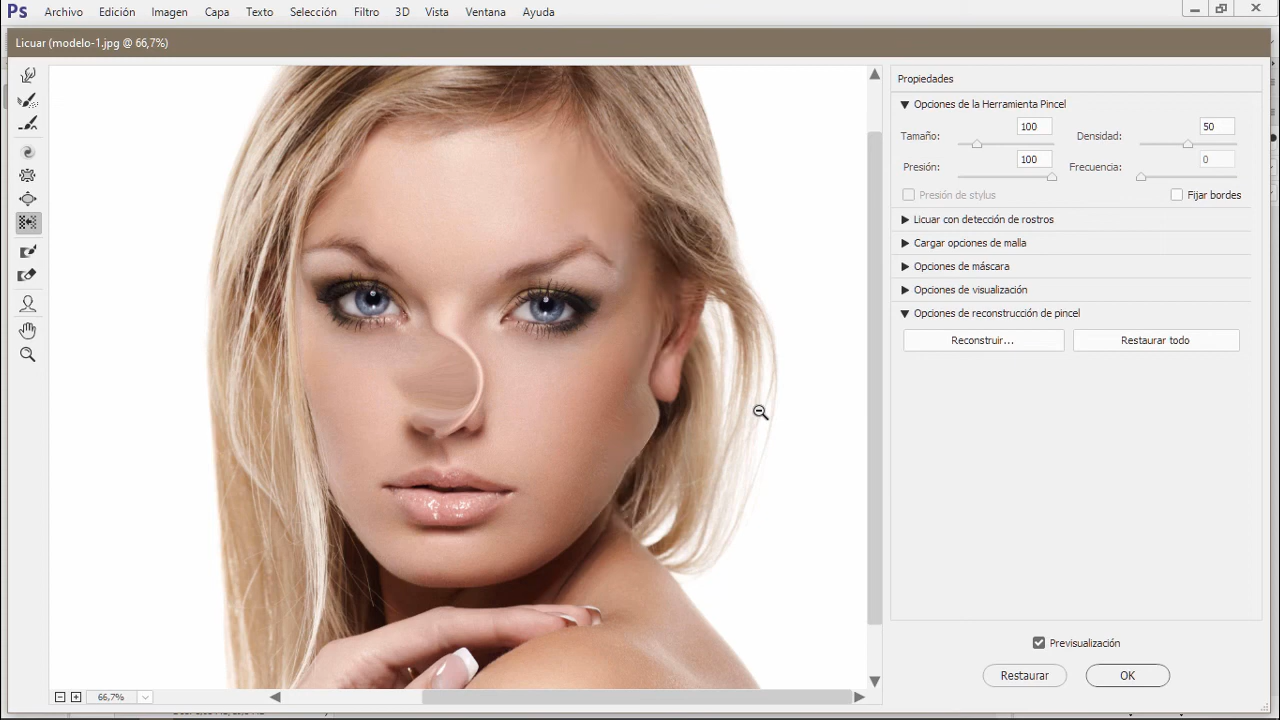 Ps Archivo Edición Imagen Capa Texto Selección Filtro 3D Vista Ventana Ayuda
Licuar (modelo-1.jpg @ 66,7%)
Propiedades
Opciones de la Herramienta Pincel
Tamaño: 100 Densidad: 50
Presión: 100 Frecuencia: 0
Presión de stylus Fijar bordes
Licuar con detección de rostros
Cargar opciones de malla
Opciones de máscara
Opciones de visualización
Opciones de reconstrucción de pincel
Reconstruir... Restaurar todo
Previsualización
Restaurar OK
66,7%